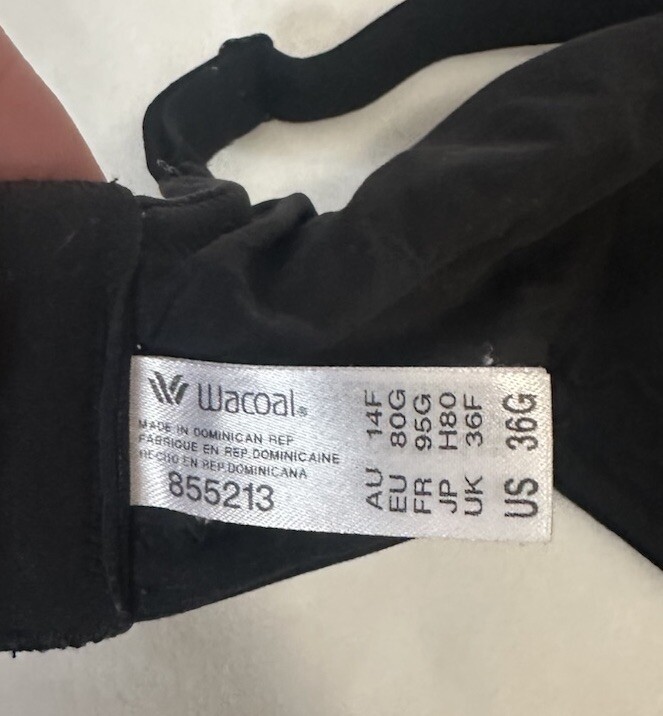 Wacoal®
MADE IN DOMINICAN REP
FABRIQUE EN REP.DOMINICAINE
HECHO EN REP.DOMINICANA
855213
AU 14F
EU 80G
FR 95G
JP H80
UK 36F
US 36G